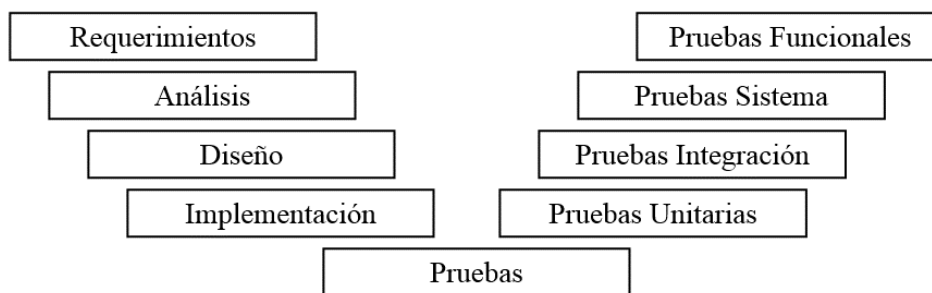 Requerimientos
Pruebas Funcionales
Análisis
Pruebas Sistema
Diseño
Pruebas Integración
Implementación
Pruebas Unitarias
Pruebas